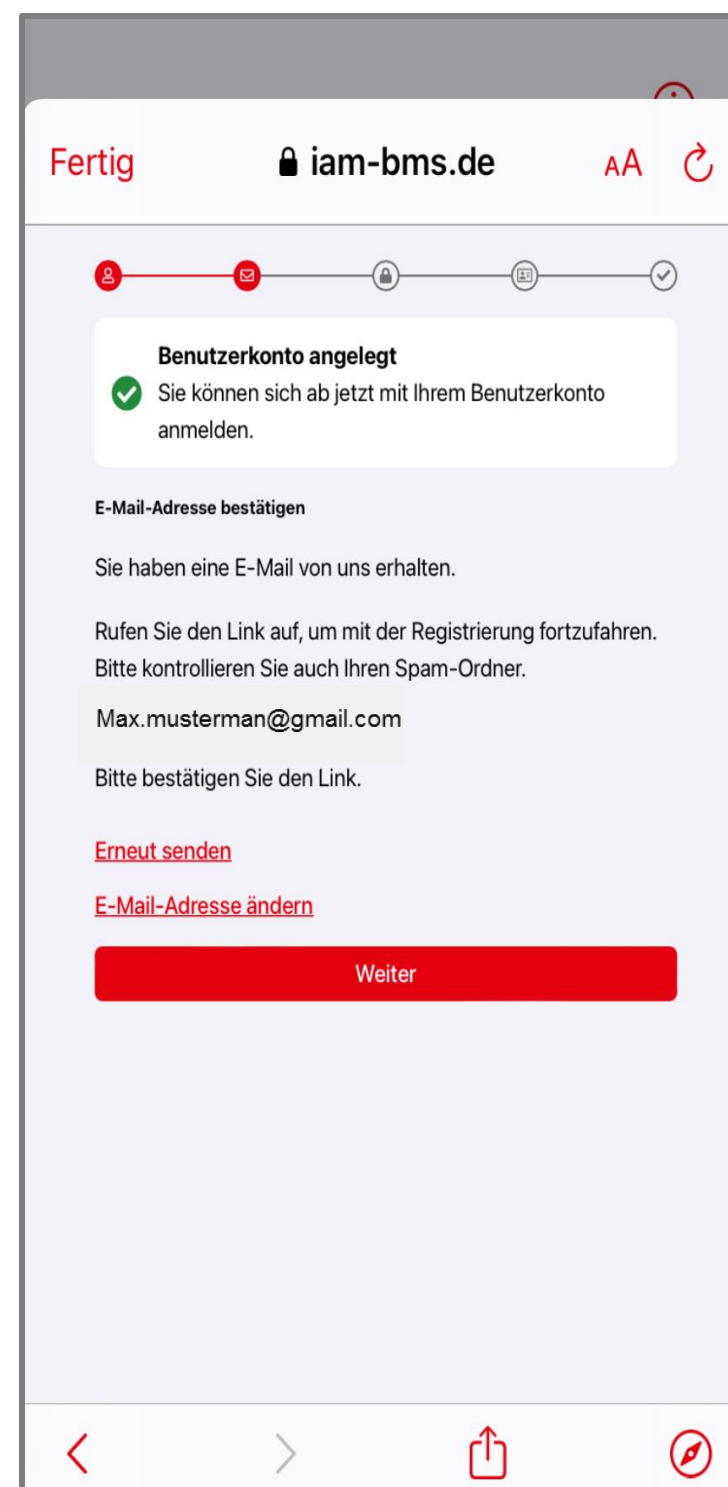 Fertig
iam-bms.de
AA
Benutzerkonto angelegt
Sie können sich ab jetzt mit Ihrem Benutzerkonto
anmelden.
E-Mail-Adresse bestätigen
Sie haben eine E-Mail von uns erhalten.
Rufen Sie den Link auf, um mit der Registrierung fortzufahren.
Bitte kontrollieren Sie auch Ihren Spam-Ordner.
Max.musterman@gmail.com
Bitte bestätigen Sie den Link.
Erneut senden
E-Mail-Adresse ändern
Weiter